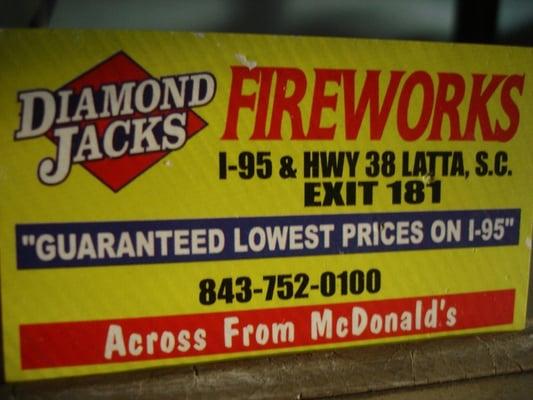 DIAMOND
JACKS
FIREWORKS
I-95 & HWY 38 LATTA, S.C.
EXIT 181
"GUARANTEED LOWEST PRICES ON I-95"
843-752-0100
Across From McDonald's